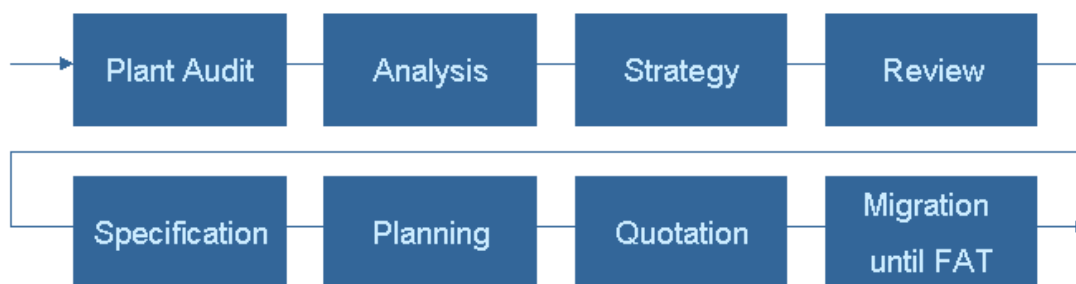 Plant Audit
Analysis
Strategy
Review
Specification
Planning
Quotation
Migration
until FAT